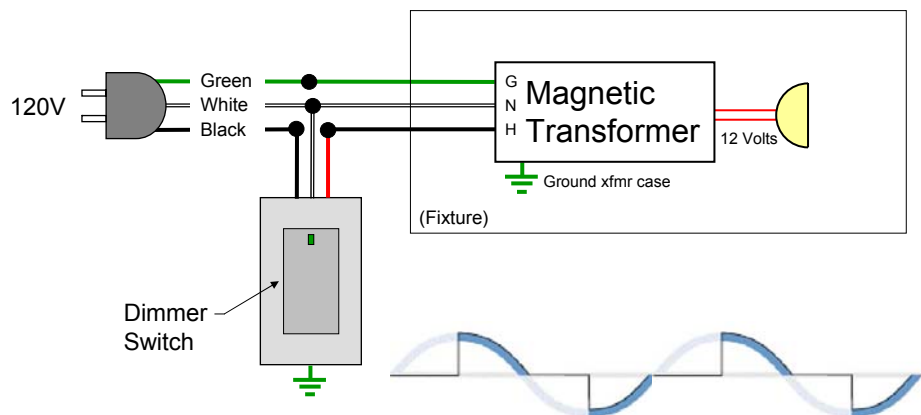 120V
Green
White
Black
G
N
H
Magnetic
Transformer
12 Volts
Ground xfmr case
(Fixture)
Dimmer
Switch